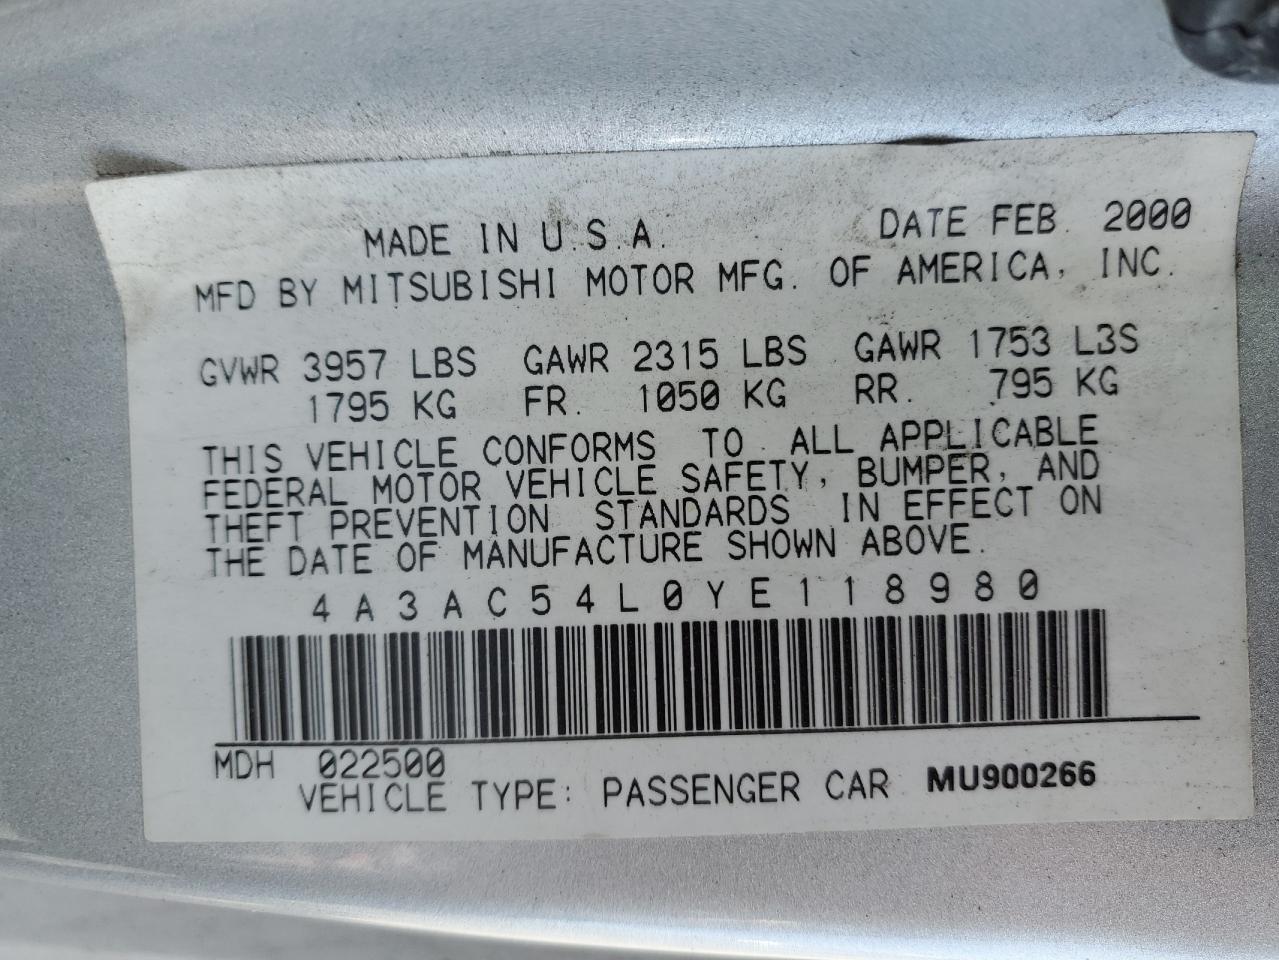 MADE IN U.S.A. DATE FEB. 2000
MFD BY MITSUBISHI MOTOR MFG. OF AMERICA, INC.
GVWR 3957 LBS GAWR 2315 LBS GAWR 1753 L3S
1795 KG FR. 1050 KG RR. 795 KG
THIS VEHICLE CONFORMS TO ALL APPLICABLE
FEDERAL MOTOR VEHICLE SAFETY, BUMPER, AND
THEFT PREVENTION STANDARDS IN EFFECT ON
THE DATE OF MANUFACTURE SHOWN ABOVE.
4A3AC54L0YE118980
MDH 022500
VEHICLE TYPE: PASSENGER CAR MU900266